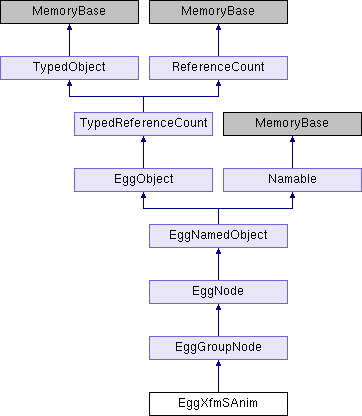 MemoryBase
MemoryBase
TypedObject
ReferenceCount
TypedReferenceCount
MemoryBase
EggObject
Namable
EggNamedObject
EggNode
EggGroupNode
EggXfmSAnim